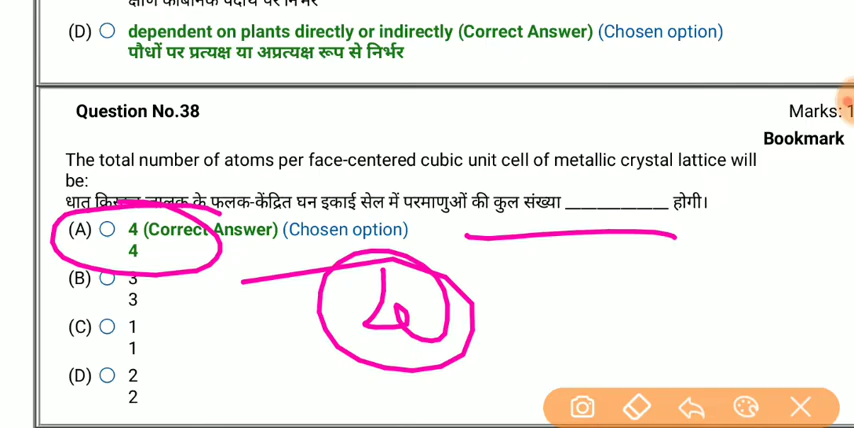 (D) dependent on plants directly or indirectly (Correct Answer) (Chosen option)
पौधों पर प्रत्यक्ष या अप्रत्यक्ष रूप से निर्भर
Question No.38
Marks: 1
Bookmark
The total number of atoms per face-centered cubic unit cell of metallic crystal lattice will
be:
धातु के फलक-केंद्रित घन इकाई सेल में परमाणुओं की कुल संख्या ____________ होगी।
(A) 4 (Correct Answer) (Chosen option)
4
(B) 3
3
(C) 1
1
(D) 2
2